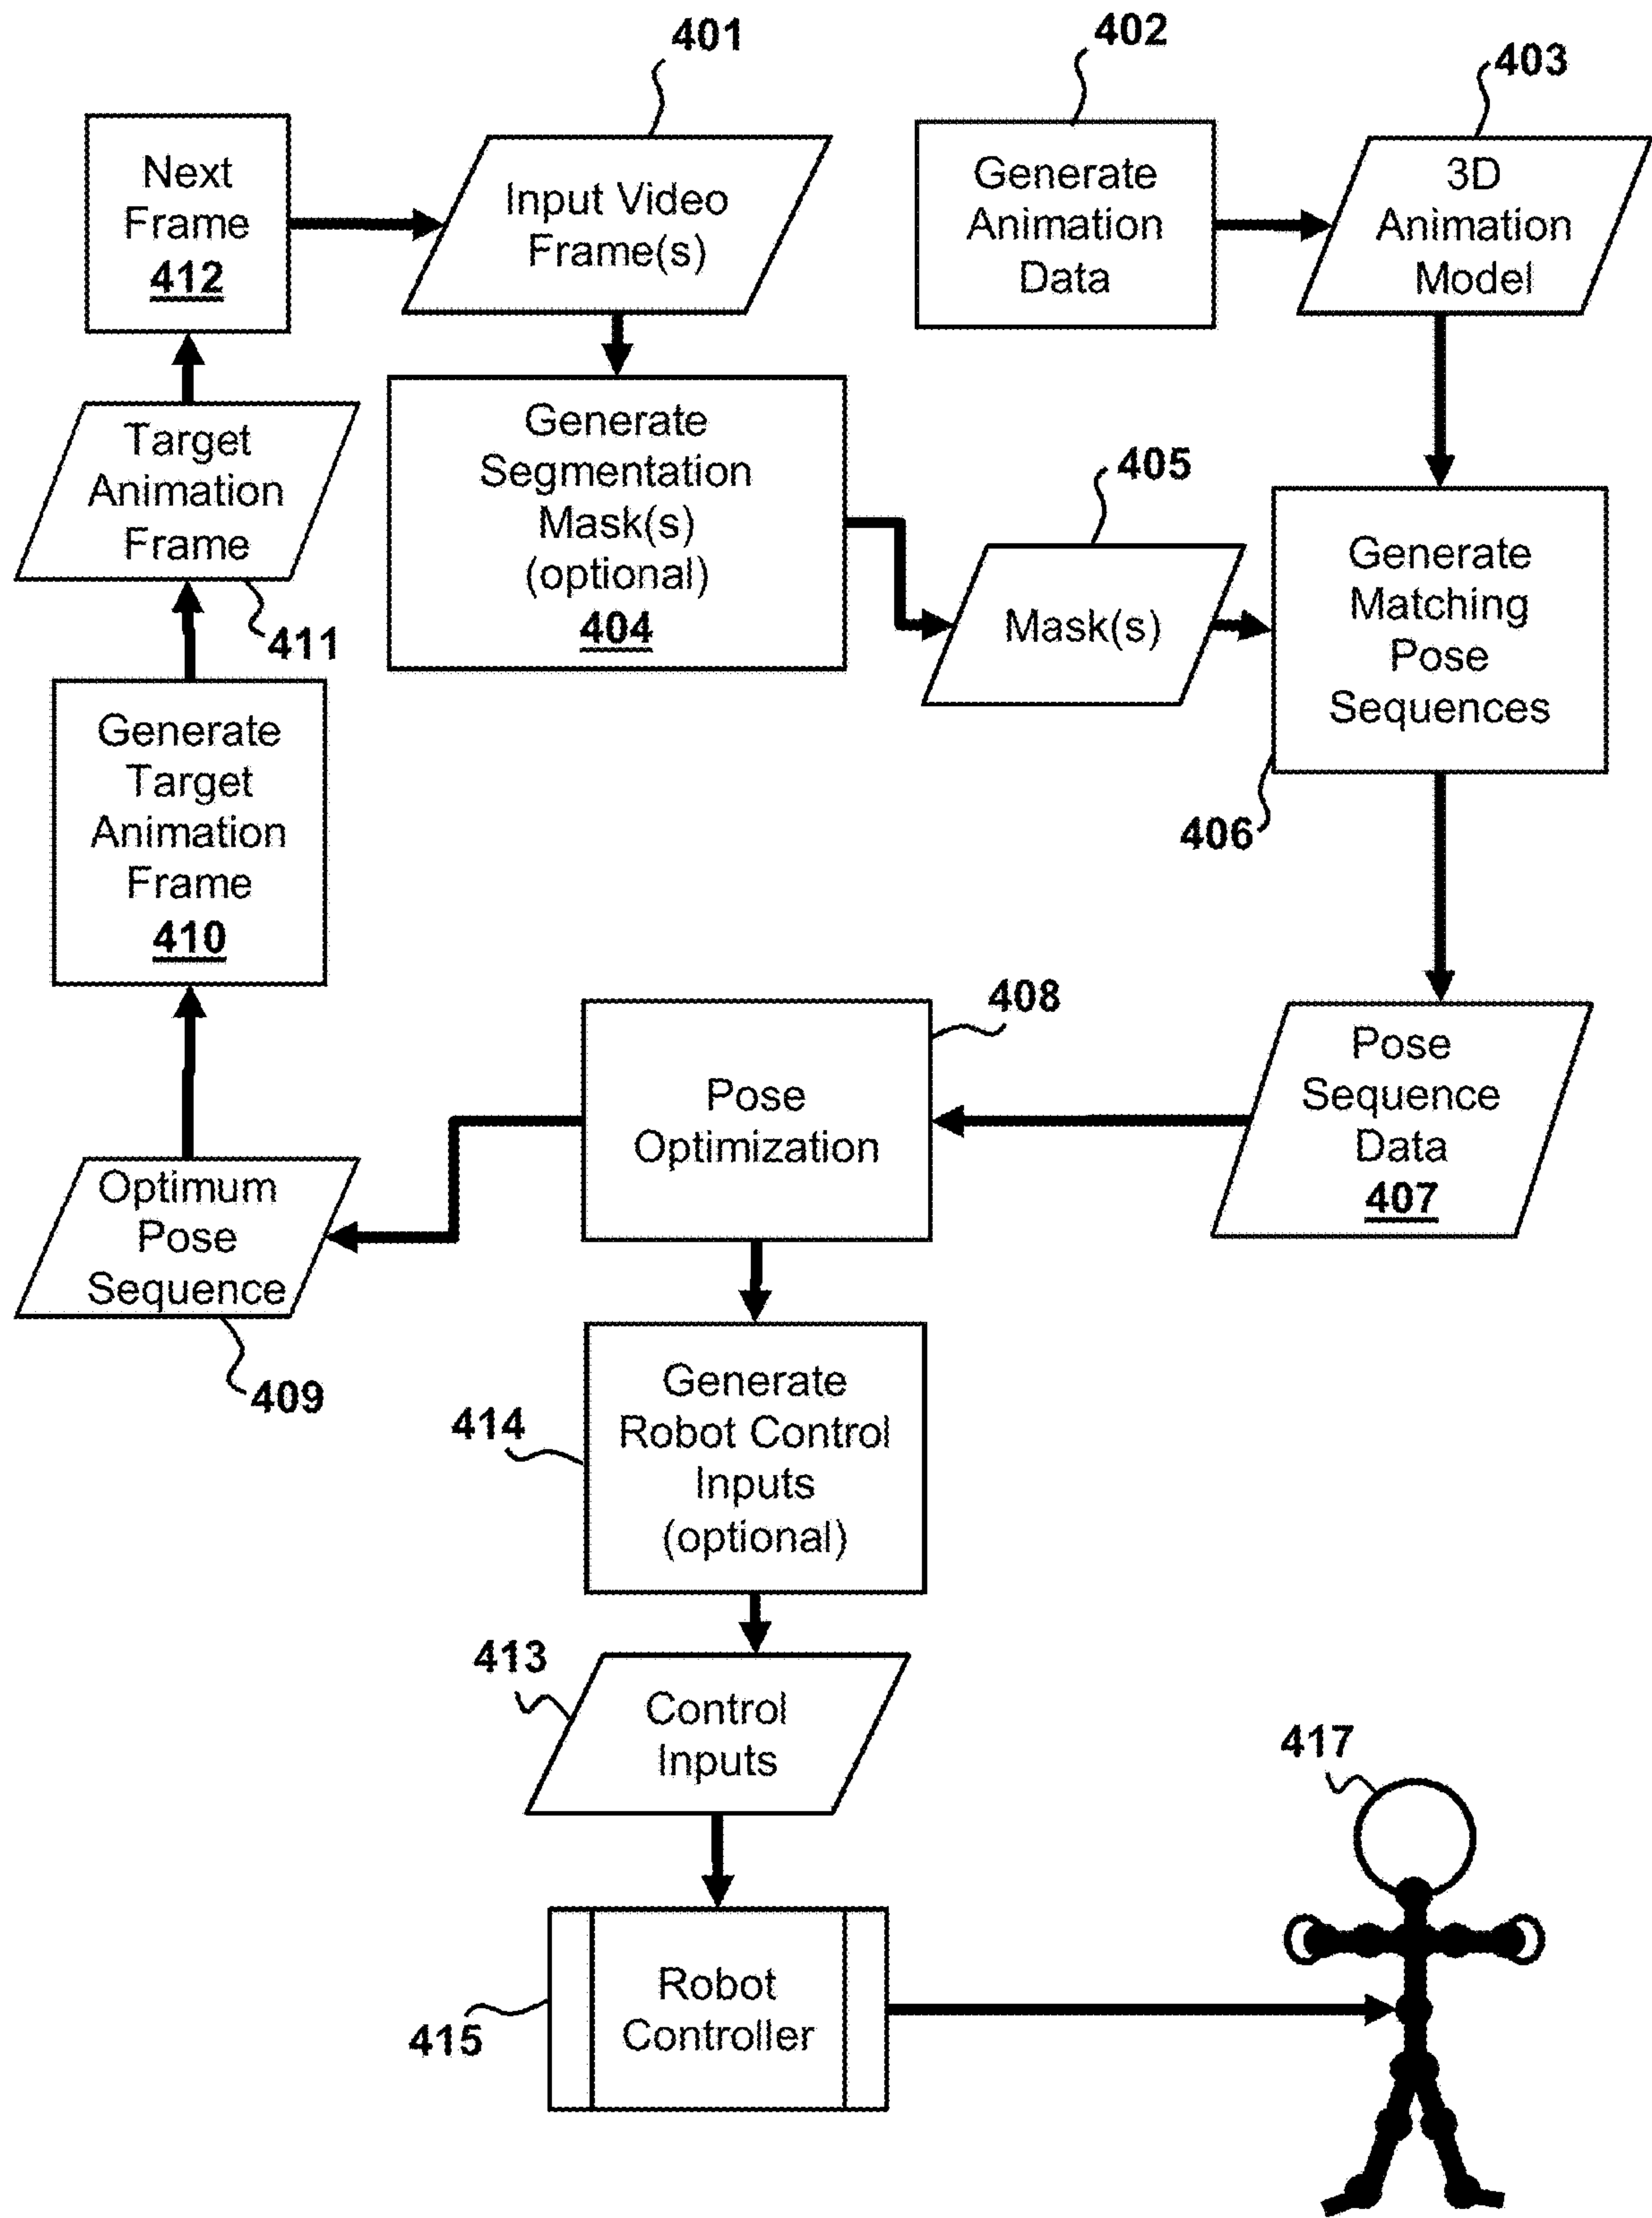 401
402
403
Next
Frame
412
Input Video
Frame(s)
Generate
Animation
Data
3D
Animation
Model
Target
Animation
Frame
411
Generate
Segmentation
Mask(s)
(optional)
404
405
Mask(s)
Generate
Matching
Pose
Sequences
406
Generate
Target
Animation
Frame
410
408
Pose
Optimization
Pose
Sequence
Data
407
Optimum
Pose
Sequence
409
414
Generate
Robot Control
Inputs
(optional)
413
Control
Inputs
417
415
Robot
Controller